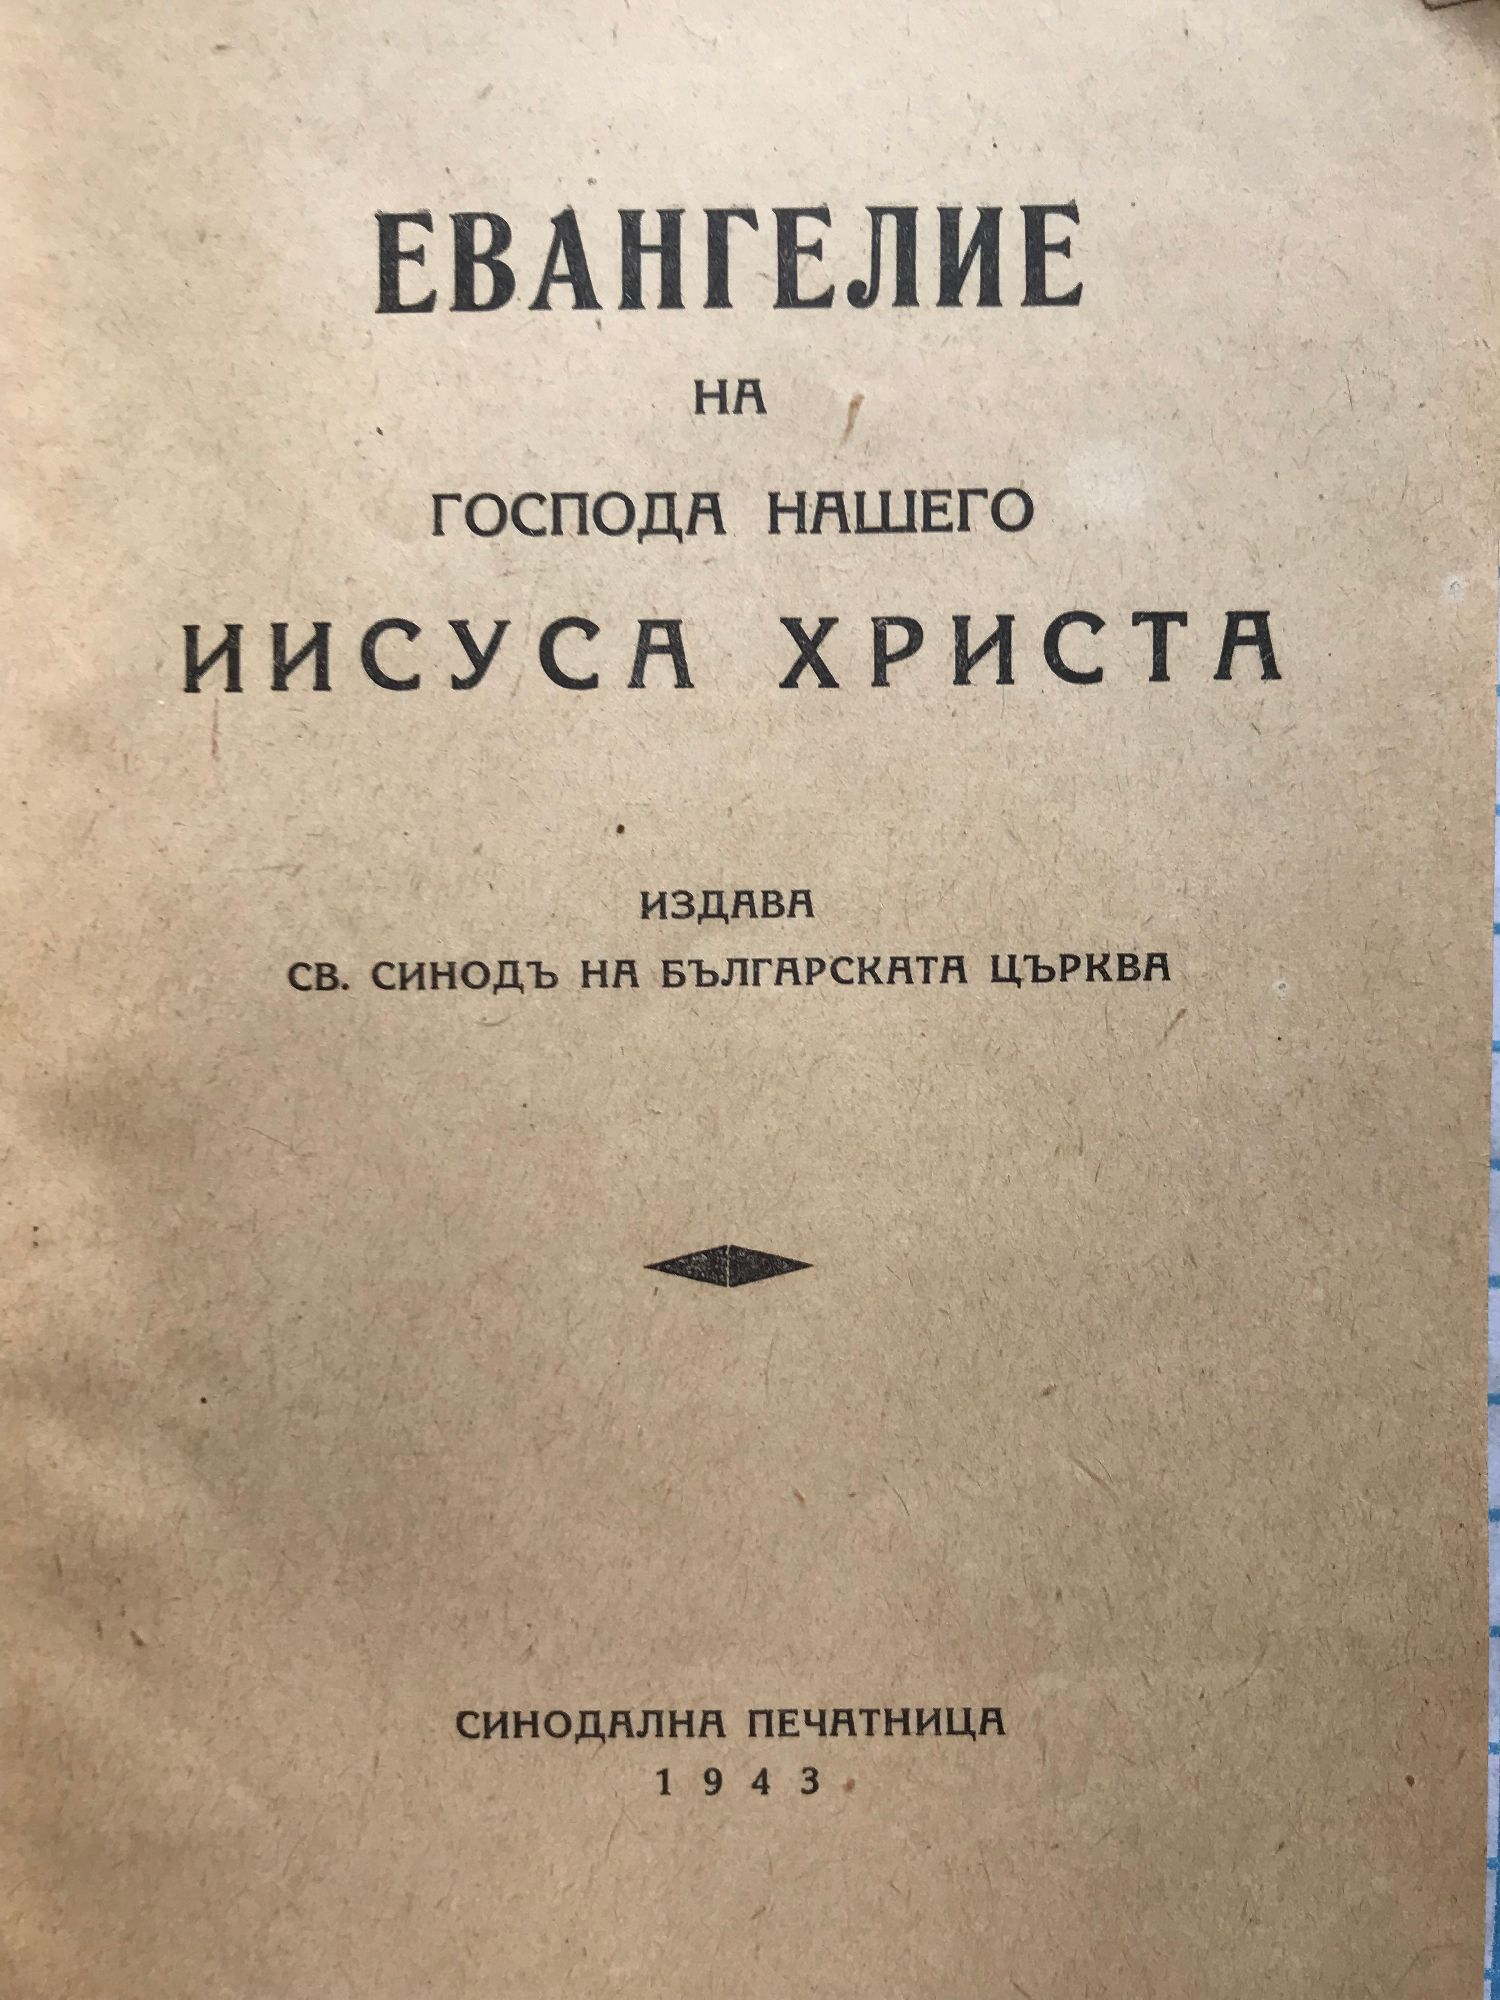 ЕВАНГЕЛИЕ
НА
ГОСПОДА НАШЕГО
ИИСУСА ХРИСТА
ИЗДАВА
СВ. СИНОДЪ НА БЪЛГАРСКАТА ЦЪРКВА
СИНОДАЛНА ПЕЧАТНИЦА
1943